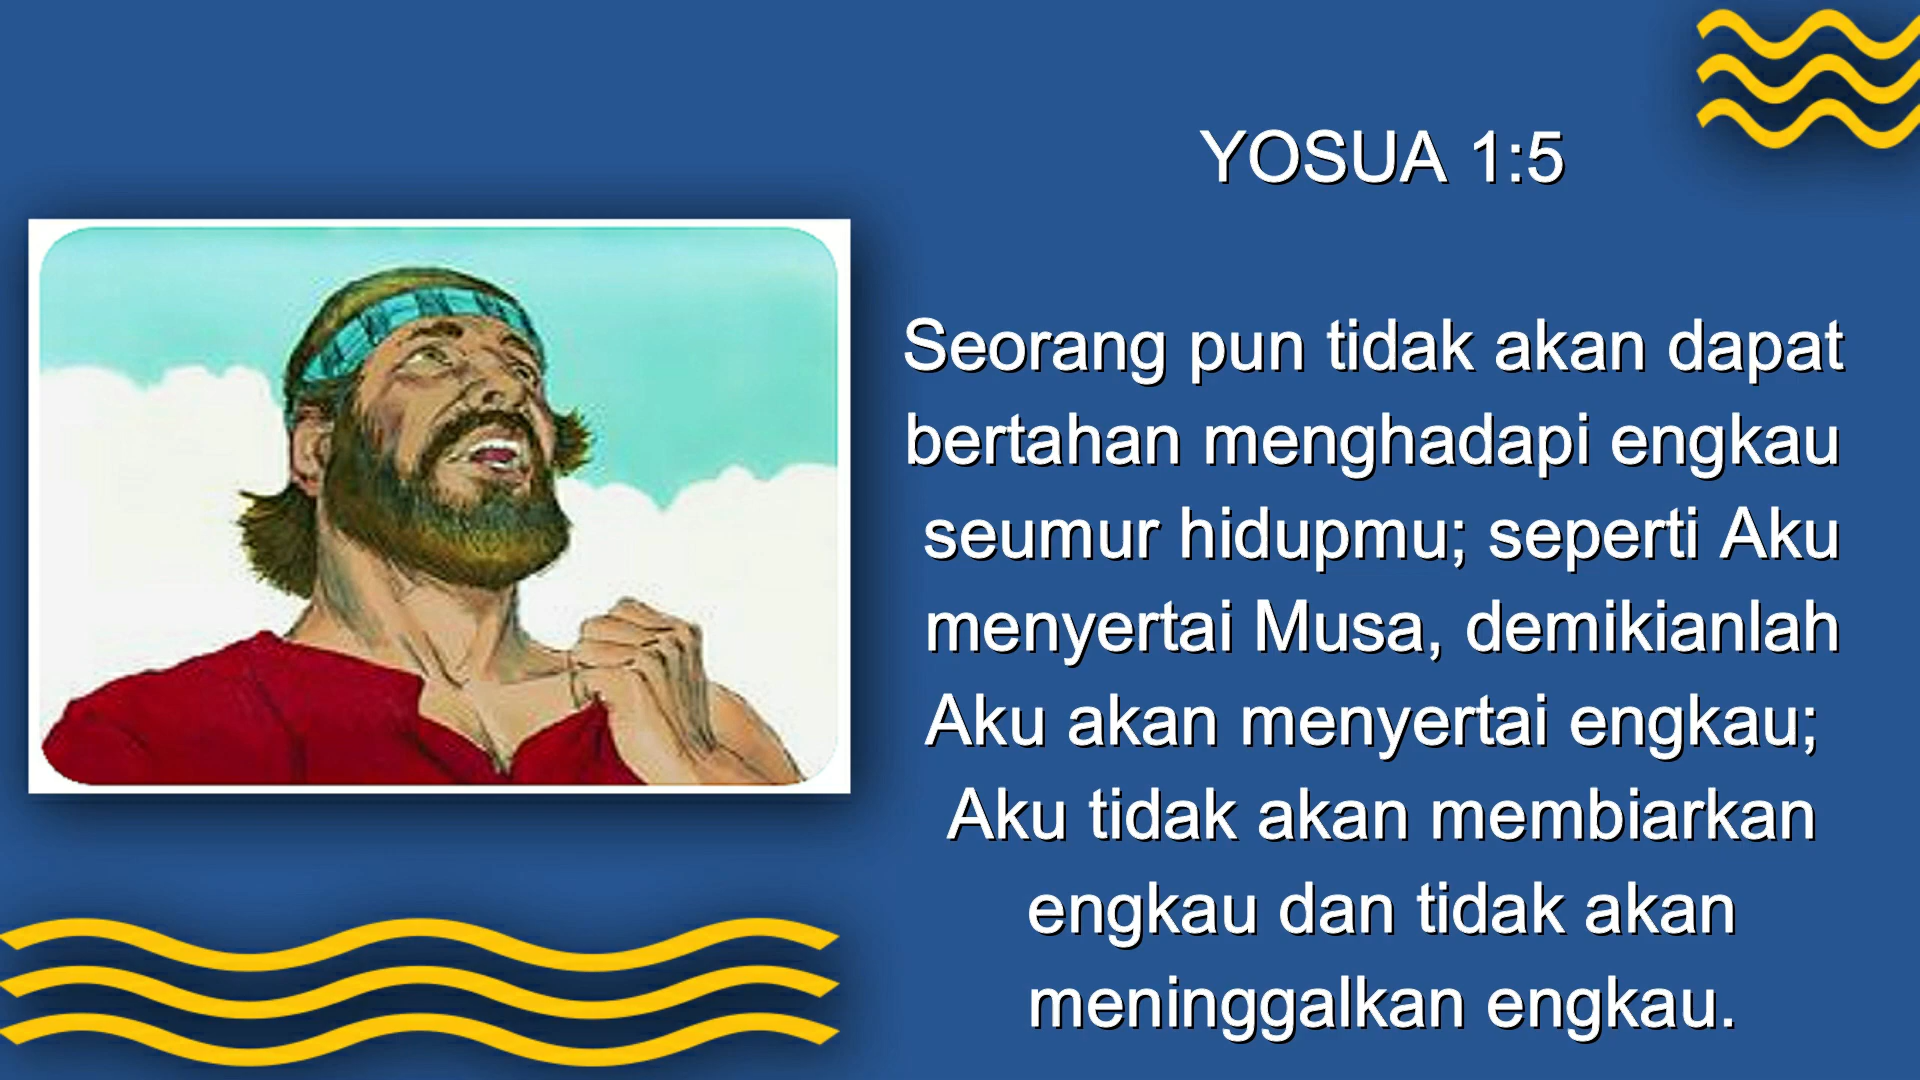 YOSUA 1:5
Seorang pun tidak akan dapat
bertahan menghadapi engkau
seumur hidupmu; seperti Aku
menyertai Musa, demikianlah
Aku akan menyertai engkau;
Aku tidak akan membiarkan
engkau dan tidak akan
meninggalkan engkau.